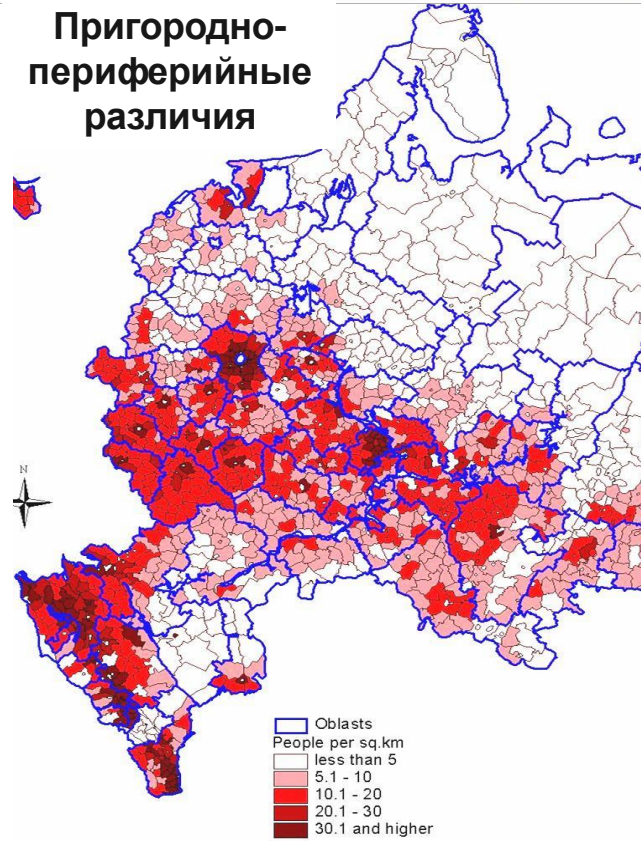 Пригородно-
периферийные
различия
N
Oblasts
People per sq.km
less than 5
5.1 - 10
10.1 - 20
20.1 - 30
30.1 and higher